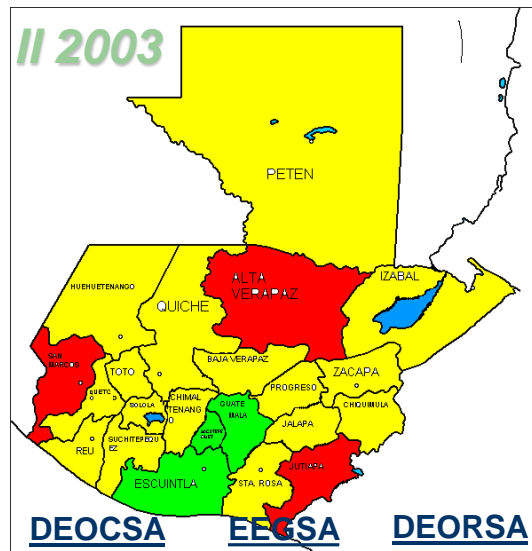 II 2003
PETEN
ALTA
VERAPAZ
IZABAL
HUEHUETENANGO
QUICHE
SAN
MARCOS
TOTO
BAJA VERAPAZ
ZACAPA
PROGRESO
QUETGO
SOLOLA
CHIMAL
TENANG
O
GUATE
MALA
CHIQUIMULA
REU
SUCHITEPEQU
EZ
JALAPA
ESCUINTLA
STA. ROSA
JUTIAPA
DEOCSA
EEGSA
DEORSA